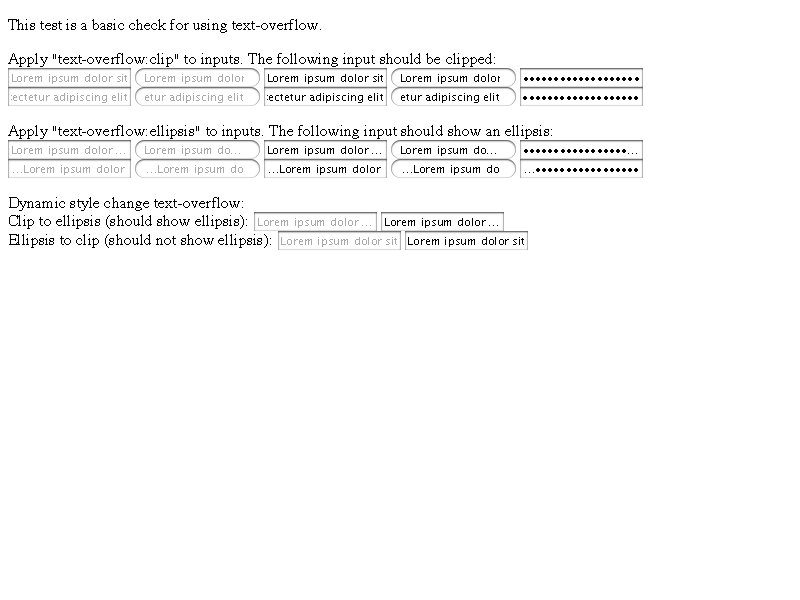 This test is a basic check for using text-overflow.
Apply "text-overflow:clip" to inputs. The following input should be clipped:
Lorem ipsum dolor sit Lorem ipsum dolor Lorem ipsum dolor sit Lorem ipsum dolor •••••••••••••••••••
ectetur adipiscing elit etur adipiscing elit ectetur adipiscing elit etur adipiscing elit •••••••••••••••••••
Apply "text-overflow:ellipsis" to inputs. The following input should show an ellipsis:
Lorem ipsum dolor... Lorem ipsum do... Lorem ipsum dolor... Lorem ipsum do... •••••••••••••••••...
...Lorem ipsum dolor ...Lorem ipsum do ...Lorem ipsum dolor ...Lorem ipsum do ...•••••••••••••••••
Dynamic style change text-overflow:
Clip to ellipsis (should show ellipsis): Lorem ipsum dolor... Lorem ipsum dolor...
Ellipsis to clip (should not show ellipsis): Lorem ipsum dolor sit Lorem ipsum dolor sit